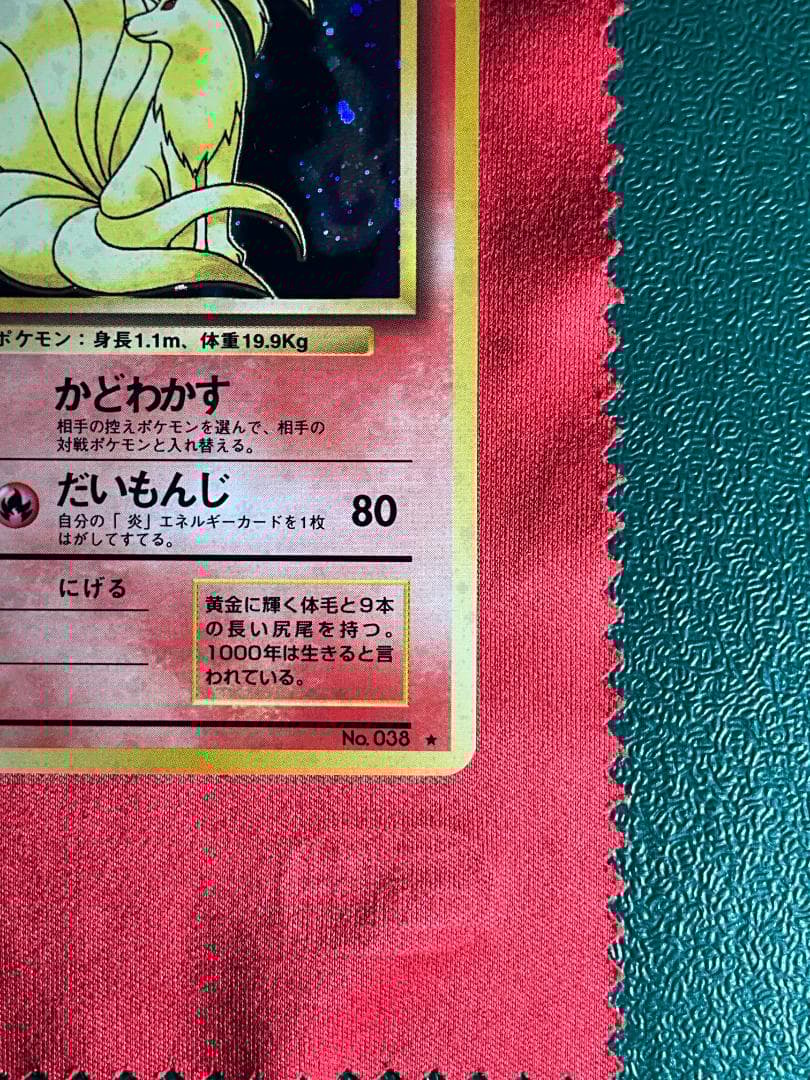 ポケモン：身長1.1m、体重19.9Kg
かどわかす
相手の控えポケモンを選んで、相手の
対戦ポケモンと入れ替える。
だいもんじ 80
自分の「炎」エネルギーカードを1枚
はがしてすてる。
にげる
黄金に輝く体毛と9本
の長い尻尾を持つ。
1000年は生きると言
われている。
No. 038 ★